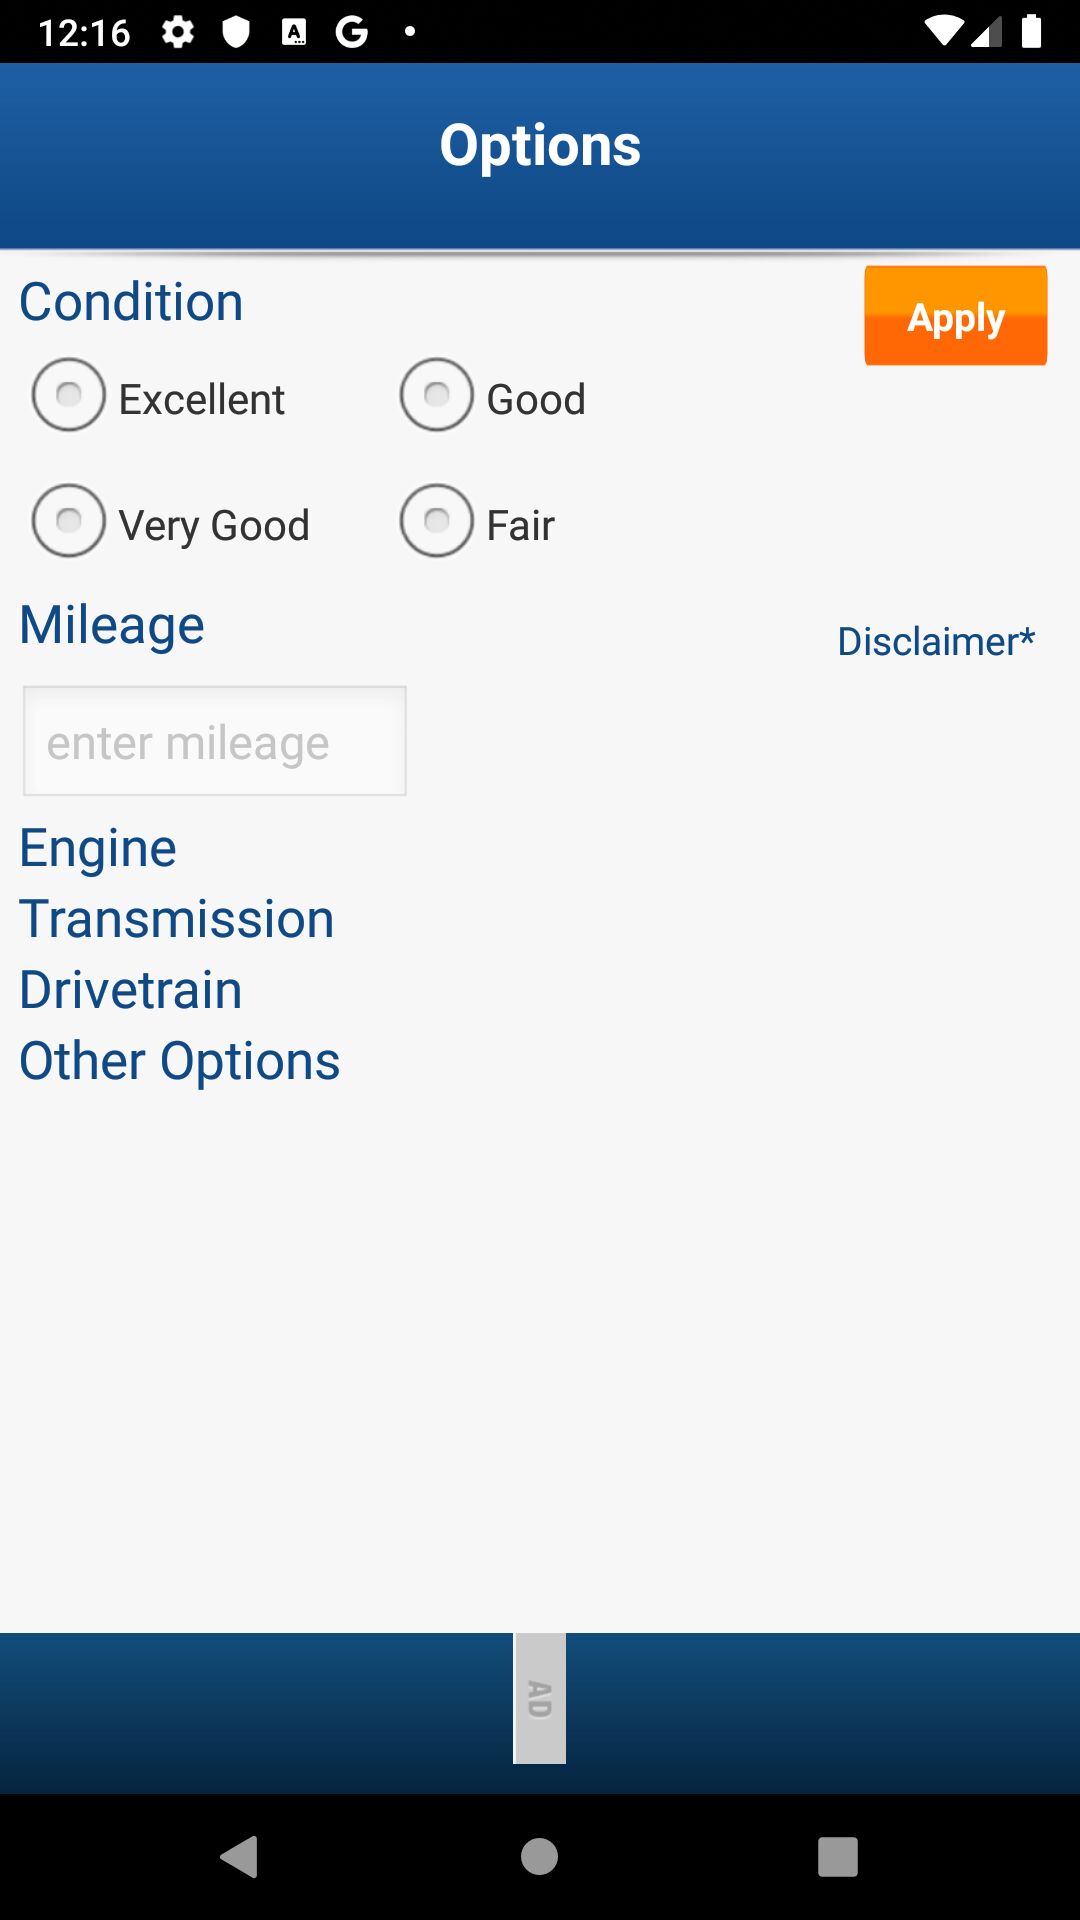 12:16
Options
Condition
Apply
Excellent
Good
Very Good
Fair
Mileage
Disclaimer*
enter mileage
Engine
Transmission
Drivetrain
Other Options
AD